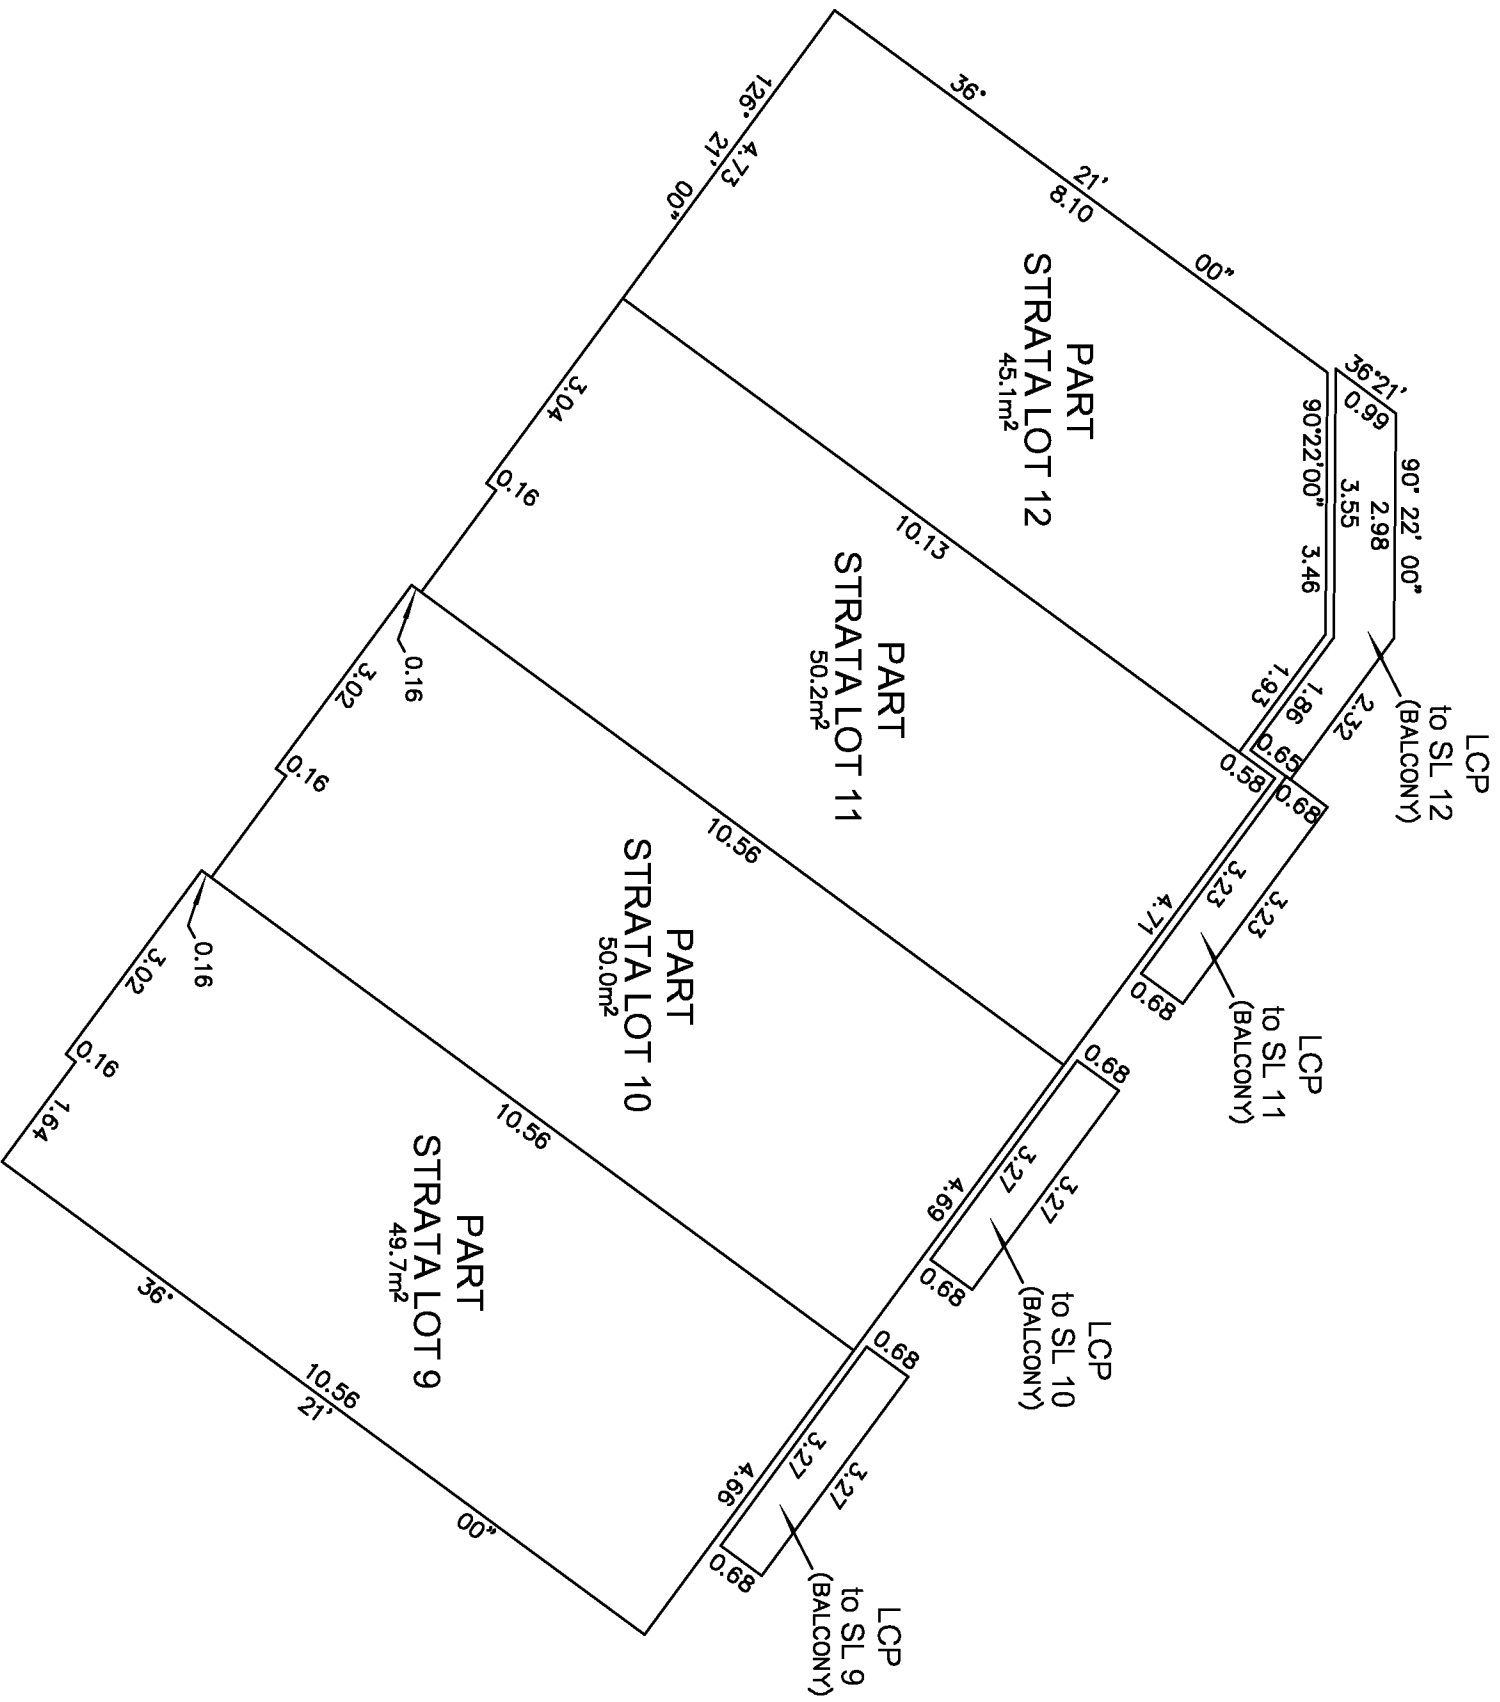 36°
21'
8.10
00"
126°
4.73
21'
00"
PART
STRATA LOT 12
45.1m²
36°21'
0.99
90° 22' 00"
2.98
3.55
90°22'00"
3.46
LCP
to SL 12
(BALCONY)
2.32
1.86
1.93
0.65
0.58
10.13
3.04
0.16
PART
STRATA LOT 11
50.2m²
0.68
3.23
3.23
4.71
0.68
LCP
to SL 11
(BALCONY)
10.56
0.16
3.02
0.16
PART
STRATA LOT 10
50.0m²
0.68
3.27
3.27
4.69
0.68
LCP
to SL 10
(BALCONY)
10.56
0.16
3.02
0.16
1.64
PART
STRATA LOT 9
49.7m²
0.68
3.27
3.27
4.66
0.68
LCP
to SL 9
(BALCONY)
36°
10.56
21'
00"